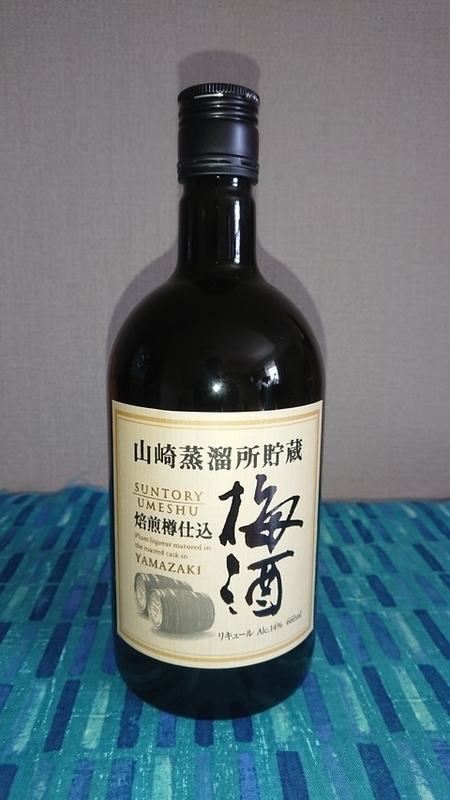 山崎蒸溜所貯蔵
SUNTORY
UMESHU
焙煎樽仕込
Plum liqueur matured in
the roasted cask in
YAMAZAKI
梅酒
リキュール Alc.14% 660ml